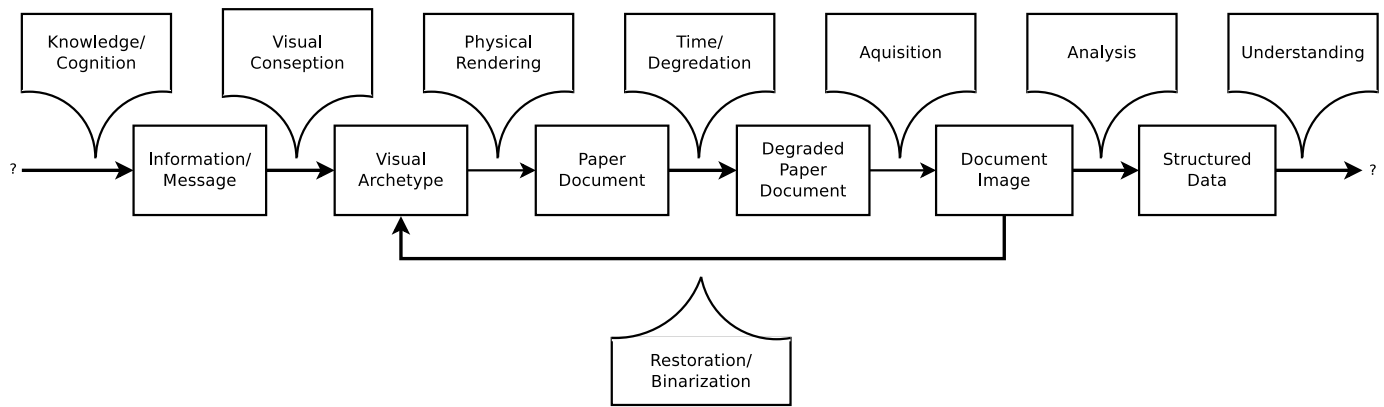 Knowledge/
Cognition
Visual
Conseption
Physical
Rendering
Time/
Degredation
Aquisition
Analysis
Understanding
?
Information/
Message
Visual
Archetype
Paper
Document
Degraded
Paper
Document
Document
Image
Structured
Data
?
Restoration/
Binarization